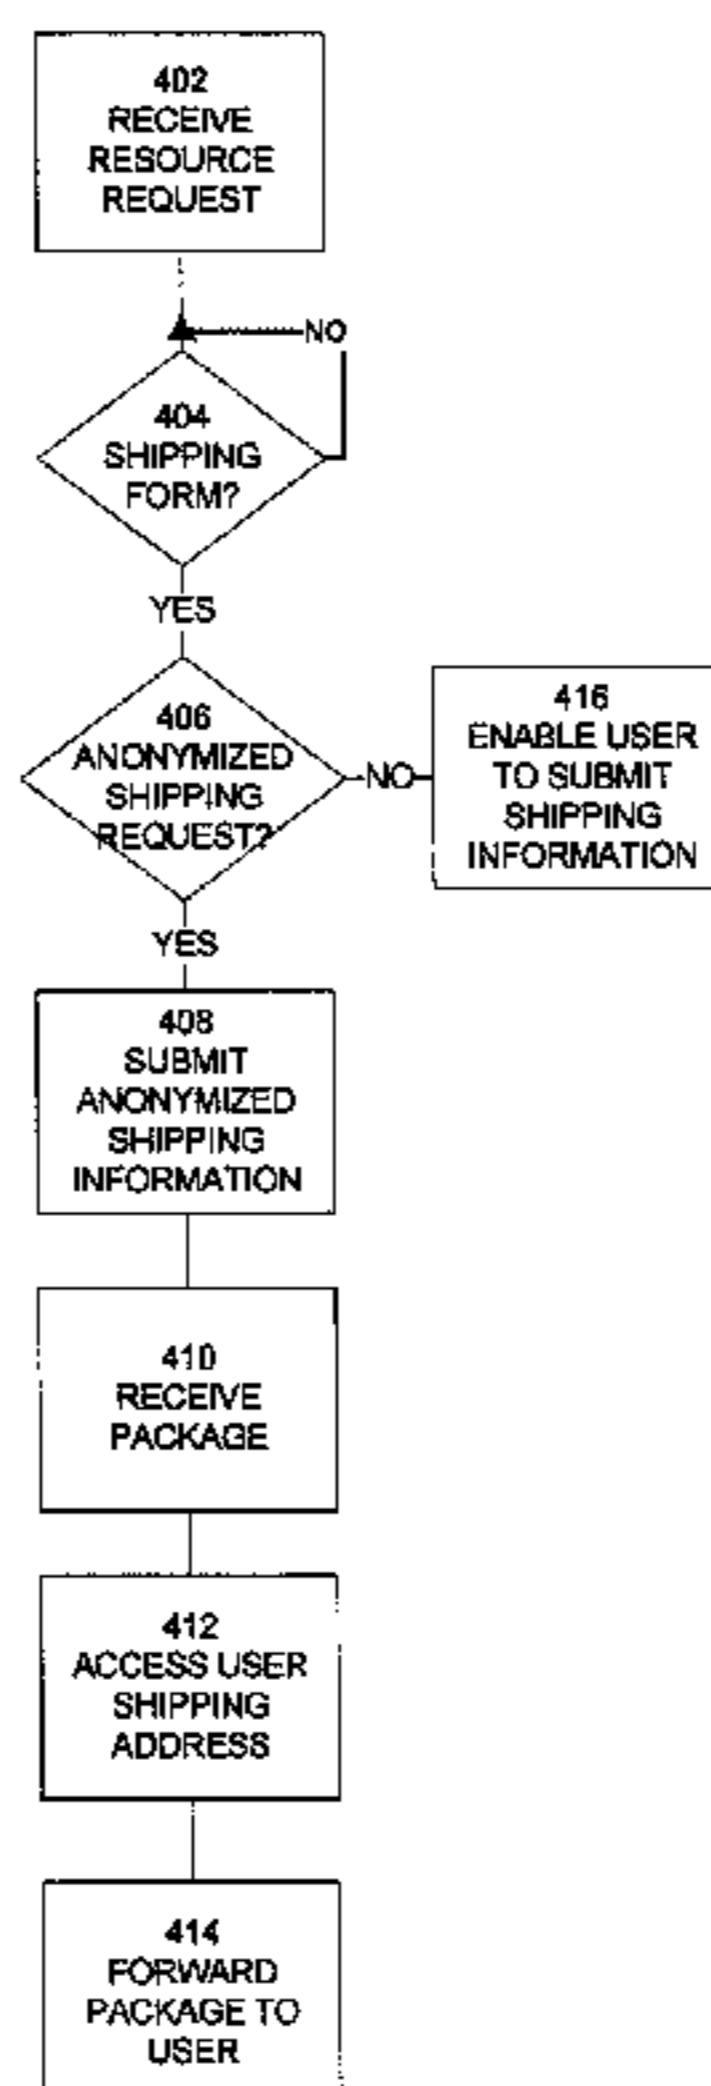 402
RECEIVE
RESOURCE
REQUEST
NO
404
SHIPPING
FORM?
YES
406
ANONYMIZED
SHIPPING
REQUEST?
NO
416
ENABLE USER
TO SUBMIT
SHIPPING
INFORMATION
YES
408
SUBMIT
ANONYMIZED
SHIPPING
INFORMATION
410
RECEIVE
PACKAGE
412
ACCESS USER
SHIPPING
ADDRESS
414
FORWARD
PACKAGE TO
USER